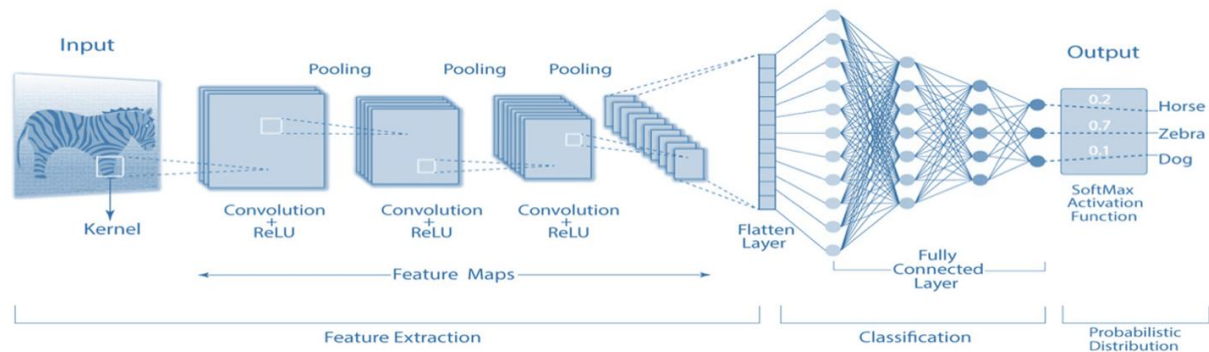 Input
Kernel
Pooling
Pooling
Pooling
Convolution
+
ReLU
Convolution
+
ReLU
Convolution
+
ReLU
Feature Maps
Flatten
Layer
Fully
Connected
Layer
Output
0.2
0.7
0.1
Horse
Zebra
Dog
SoftMax
Activation
Function
Feature Extraction
Classification
Probabilistic
Distribution